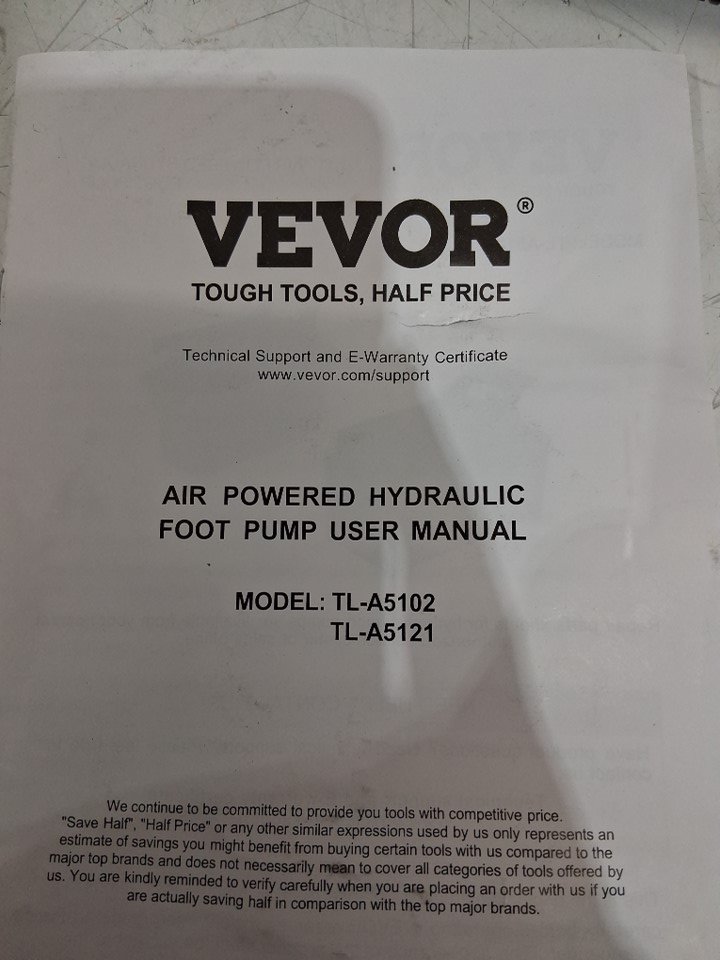 VEVOR®
TOUGH TOOLS, HALF PRICE
Technical Support and E-Warranty Certificate
www.vevor.com/support
AIR POWERED HYDRAULIC
FOOT PUMP USER MANUAL
MODEL: TL-A5102
TL-A5121
We continue to be committed to provide you tools with competitive price.
"Save Half", "Half Price" or any other similar expressions used by us only represents an
estimate of savings you might benefit from buying certain tools with us compared to the
major top brands and does not necessarily mean to cover all categories of tools offered by
us. You are kindly reminded to verify carefully when you are placing an order with us if you
are actually saving half in comparison with the top major brands.